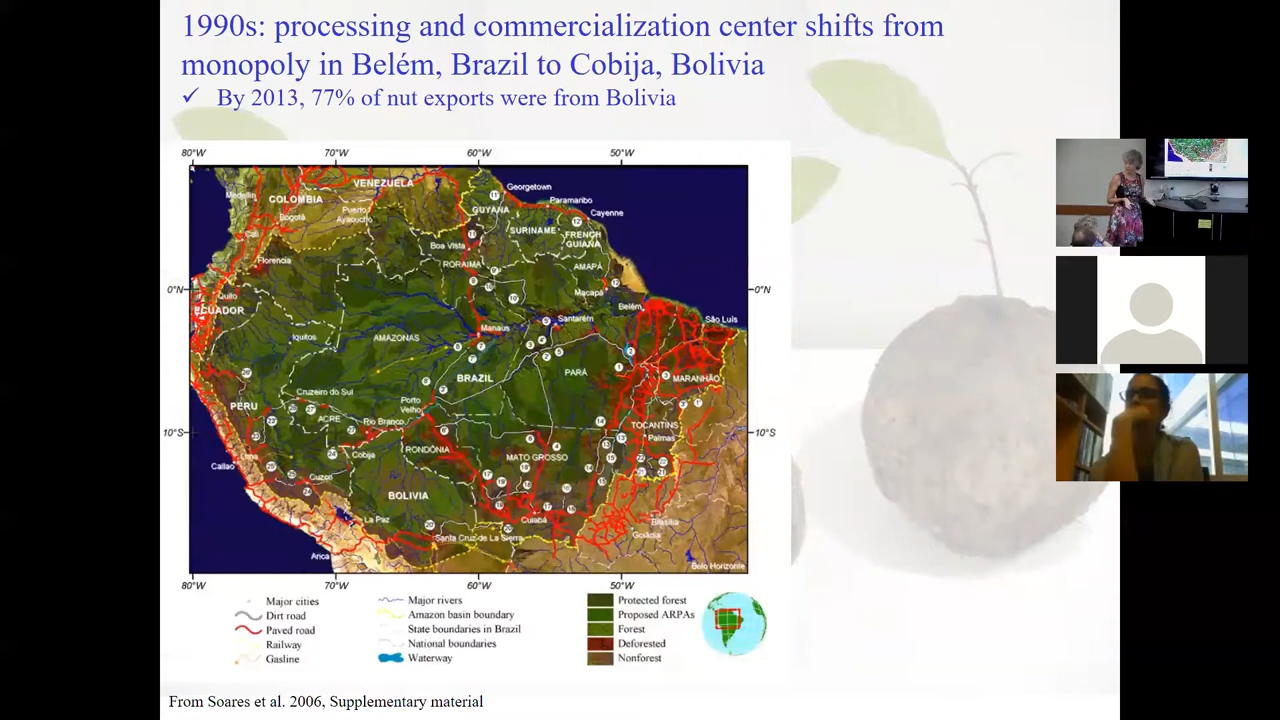 1990s: processing and commercialization center shifts from
monopoly in Belém, Brazil to Cobija, Bolivia
✓ By 2013, 77% of nut exports were from Bolivia
80°W 70°W 60°W 50°W
VENEZUELA
Georgetown
Medellín
COLOMBIA
Paramaribo
GUYANA
Puerto
Ayacucho
Cayenne
Bogotá
SURINAME
FRENCH
GUIANA
Cali
Boa Vista
Florencia
RORAIMA
AMAPÁ
0°N 0°N
Macapá
Quito
Belém
ECUADOR
Santarém
São Luís
Manaus
Iquitos
AMAZONAS
PARÁ
BRAZIL
MARANHÃO
Cruzeiro do Sul
PERU
Porto
Velho
ACRE
Rio Branco
TOCANTINS
10°S 10°S
Palmas
RONDÔNIA
Lima
Cobija
MATO GROSSO
Callao
Cuzco
BOLIVIA
La Paz
Cuiabá
Brasília
Santa Cruz de La Sierra
Goiânia
Arica
Belo Horizonte
80°W 70°W 60°W 50°W
Major cities
Dirt road
Paved road
Railway
Gasline
Major rivers
Amazon basin boundary
State boundaries in Brazil
National boundaries
Waterway
Protected forest
Proposed ARPAs
Forest
Deforested
Nonforest
From Soares et al. 2006, Supplementary material